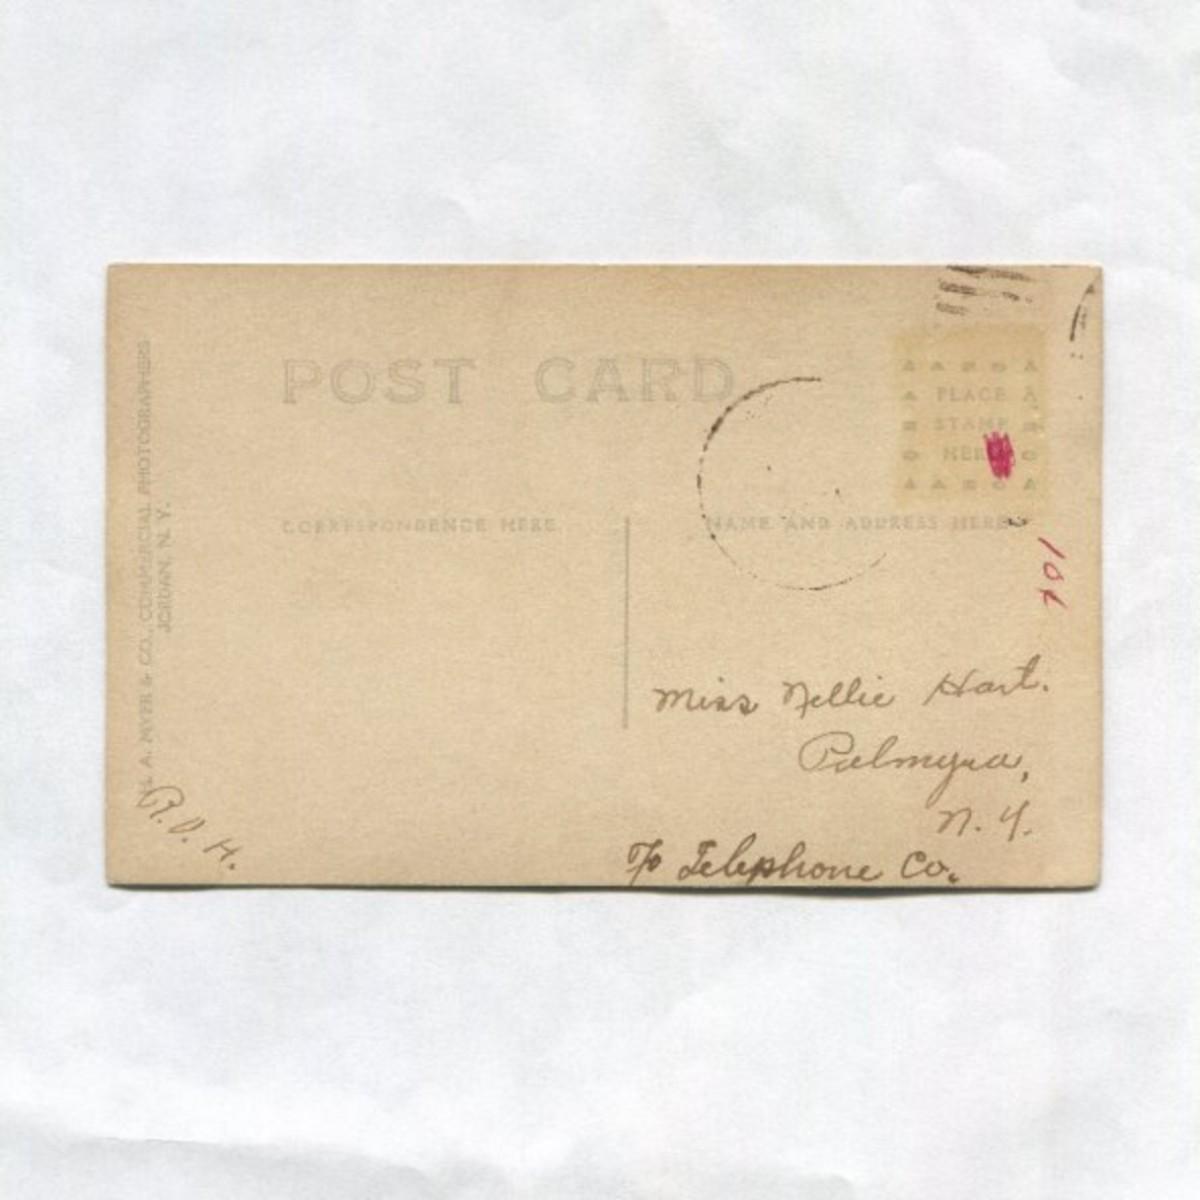 POST CARD
PLACE
STAMP
HERE
CORRESPONDENCE HERE
NAME AND ADDRESS HERE
10¢
Miss Nellie Hart.
Palmyra,
N. Y.
c/o Telephone Co.
R. D. H.
A. MYER & CO., COMMERCIAL PHOTOGRAPHERS
JORDAN, N. Y.